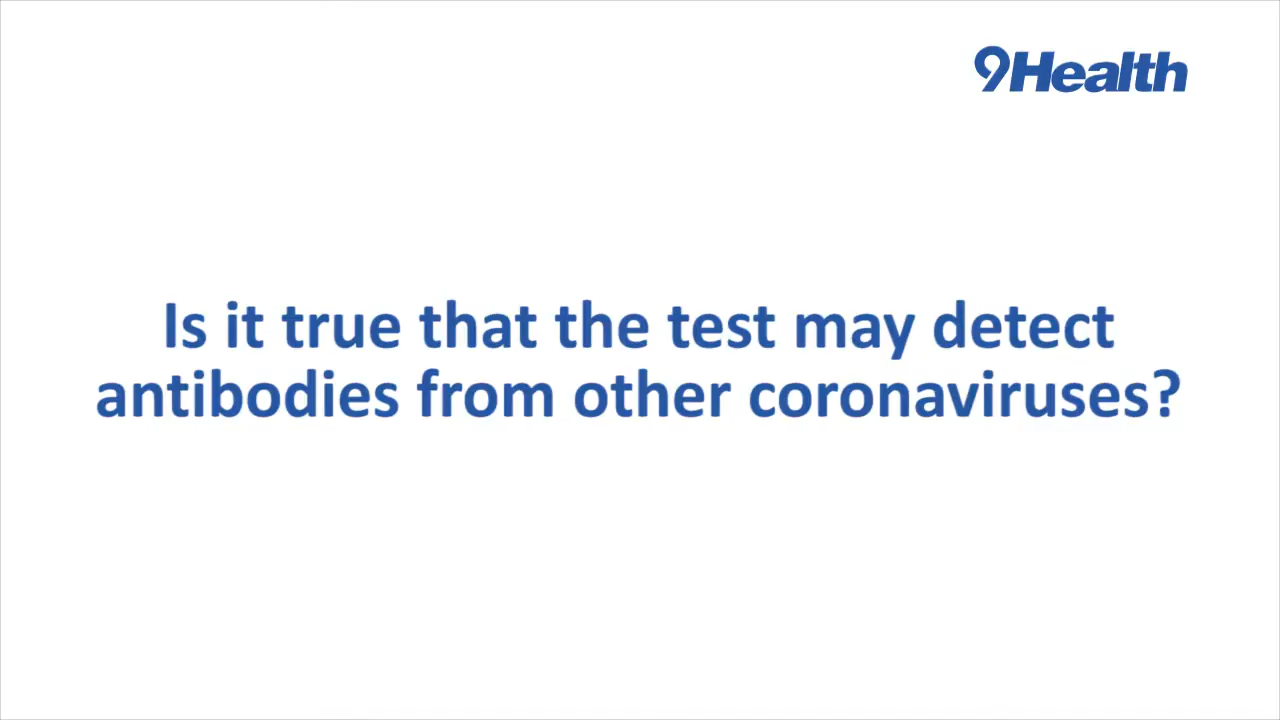 9Health
Is it true that the test may detect
antibodies from other coronaviruses?